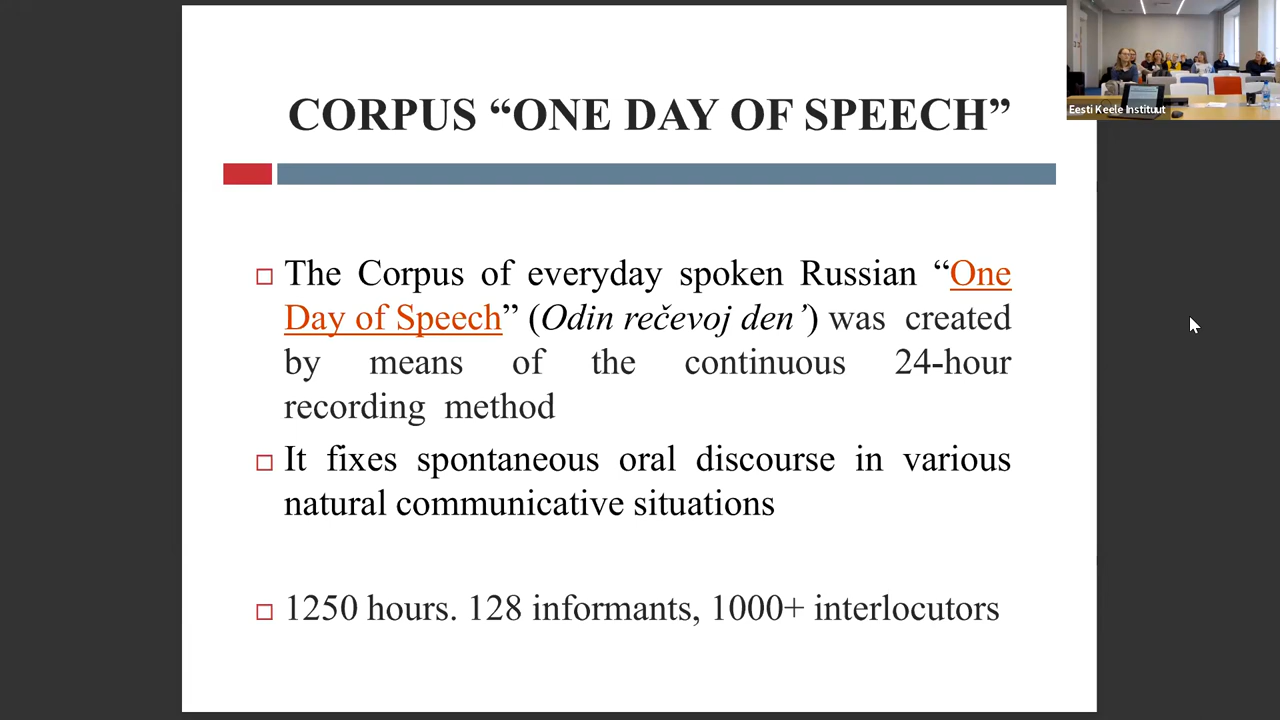 CORPUS “ONE DAY OF SPEECH”
Eesti Keele Instituut
The Corpus of everyday spoken Russian “One
Day of Speech” (Odin rečevoj den’) was created
by means of the continuous 24-hour
recording method
It fixes spontaneous oral discourse in various
natural communicative situations
1250 hours. 128 informants, 1000+ interlocutors